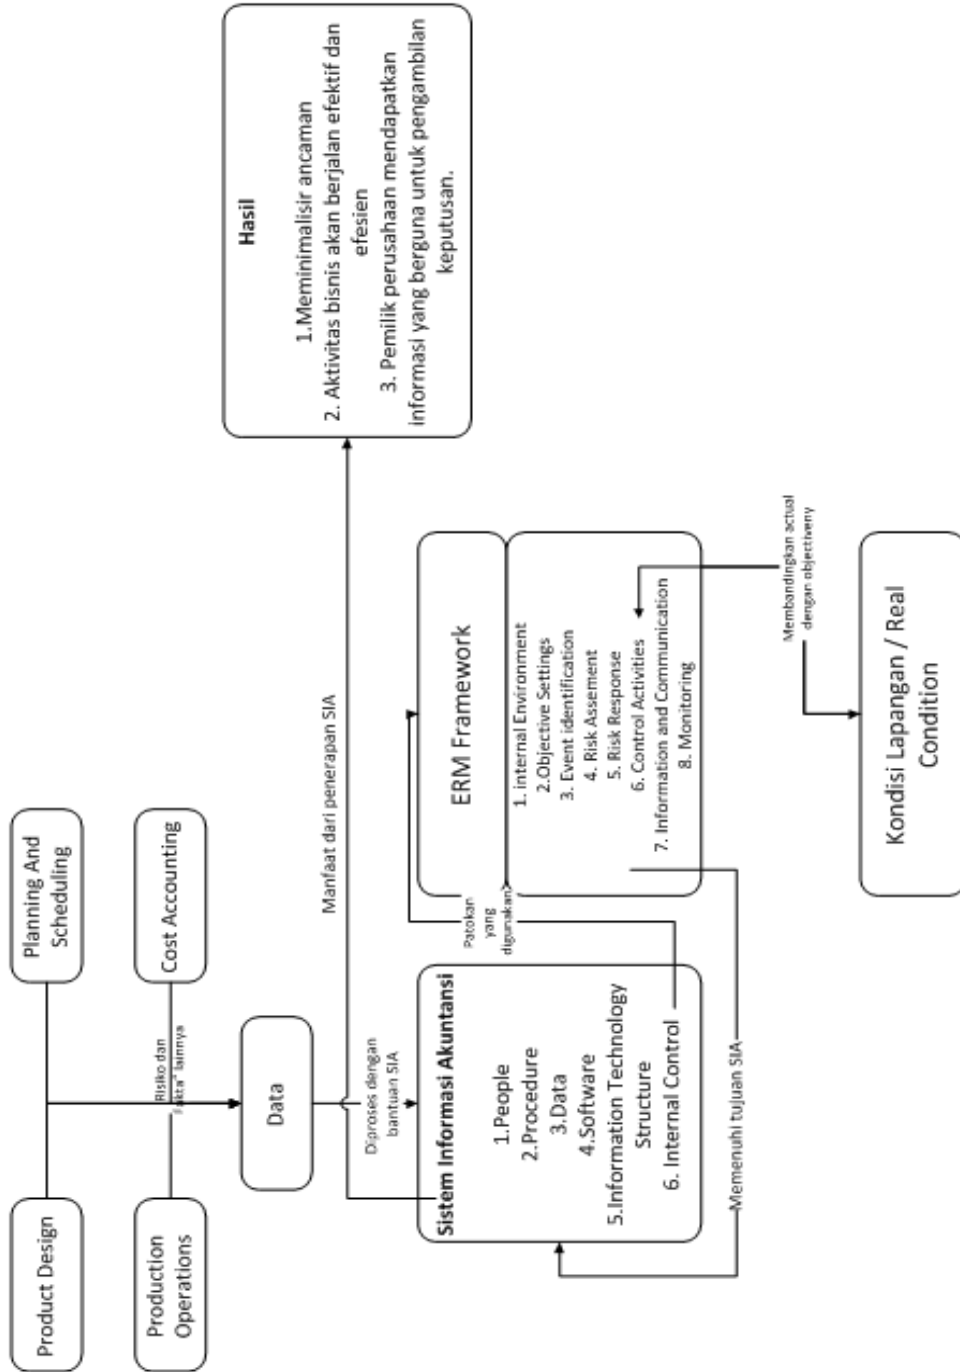 Product Design
Planning And
Scheduling
Production
Operations
Cost Accounting
Risiko dan
Fakta" lainnya
Data
Diproses dengan
bantuan SIA
Manfaat dari penerapan SIA
Hasil
1.Meminimalisir ancaman
2. Aktivitas bisnis akan berjalan efektif dan
efesien
3. Pemilik perusahaan mendapatkan
informasi yang berguna untuk pengambilan
keputusan.
Sistem Informasi Akuntansi
1.People
2.Procedure
3.Data
4.Software
5.Information Technology
Structure
6. Internal Control
Patokan
yang
digunakan
ERM Framework
1. internal Environment
2.Objective Settings
3. Event identification
4. Risk Assement
5. Risk Response
6. Control Activities
7. Information and Communication
8. Monitoring
Memenuhi tujuan SIA
Membandingkan actual
dengan objectiveny
Kondisi Lapangan / Real
Condition